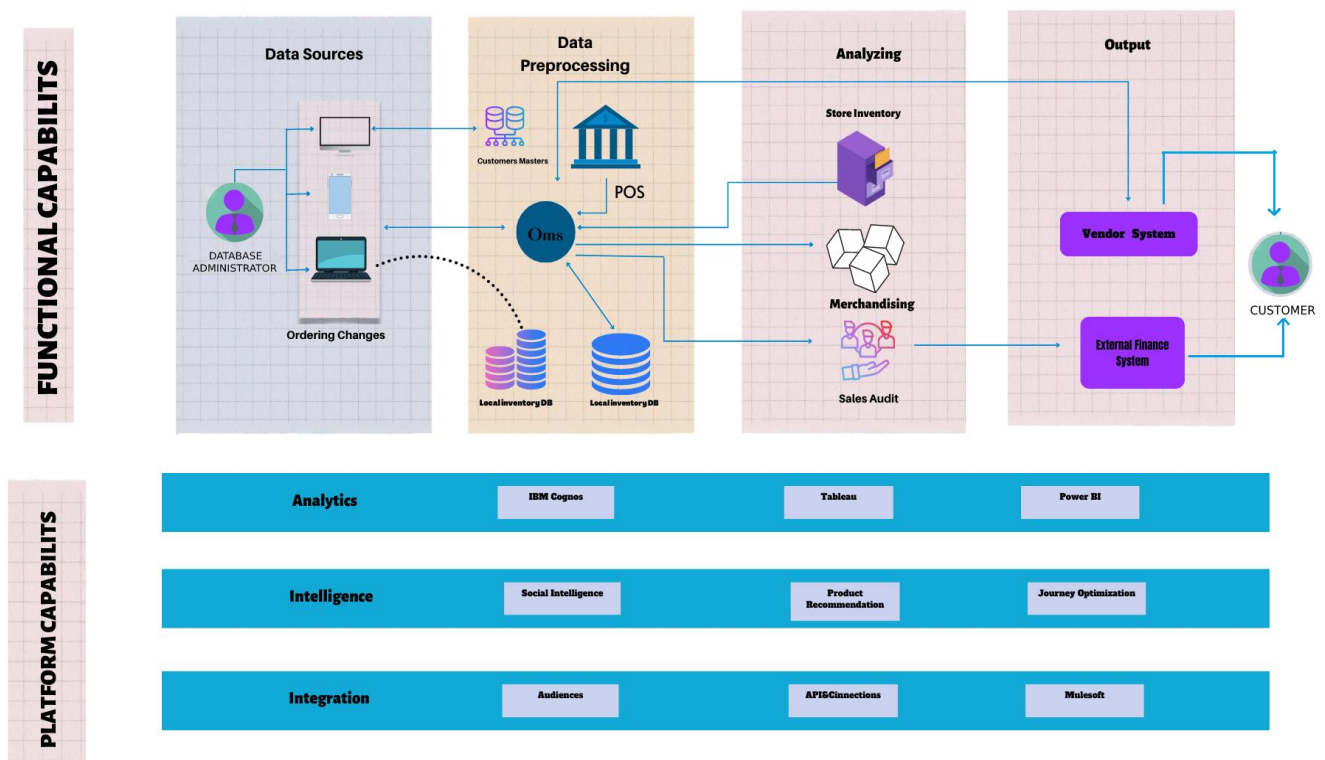 FUNCTIONAL CAPABILITS
Data Sources
DATABASE
ADMINISTRATOR
Ordering Changes
Data
Preprocessing
Customers Masters
POS
Oms
Local inventory DB
Local inventory DB
Analyzing
Store Inventory
Merchandising
Sales Audit
Output
Vendor System
External Finance
System
CUSTOMER
PLATFORM CAPABILITS
Analytics
IBM Cognos
Tableau
Power BI
Intelligence
Social Intelligence
Product
Recommendation
Journey Optimization
Integration
Audiences
API&Cinnections
Mulesoft